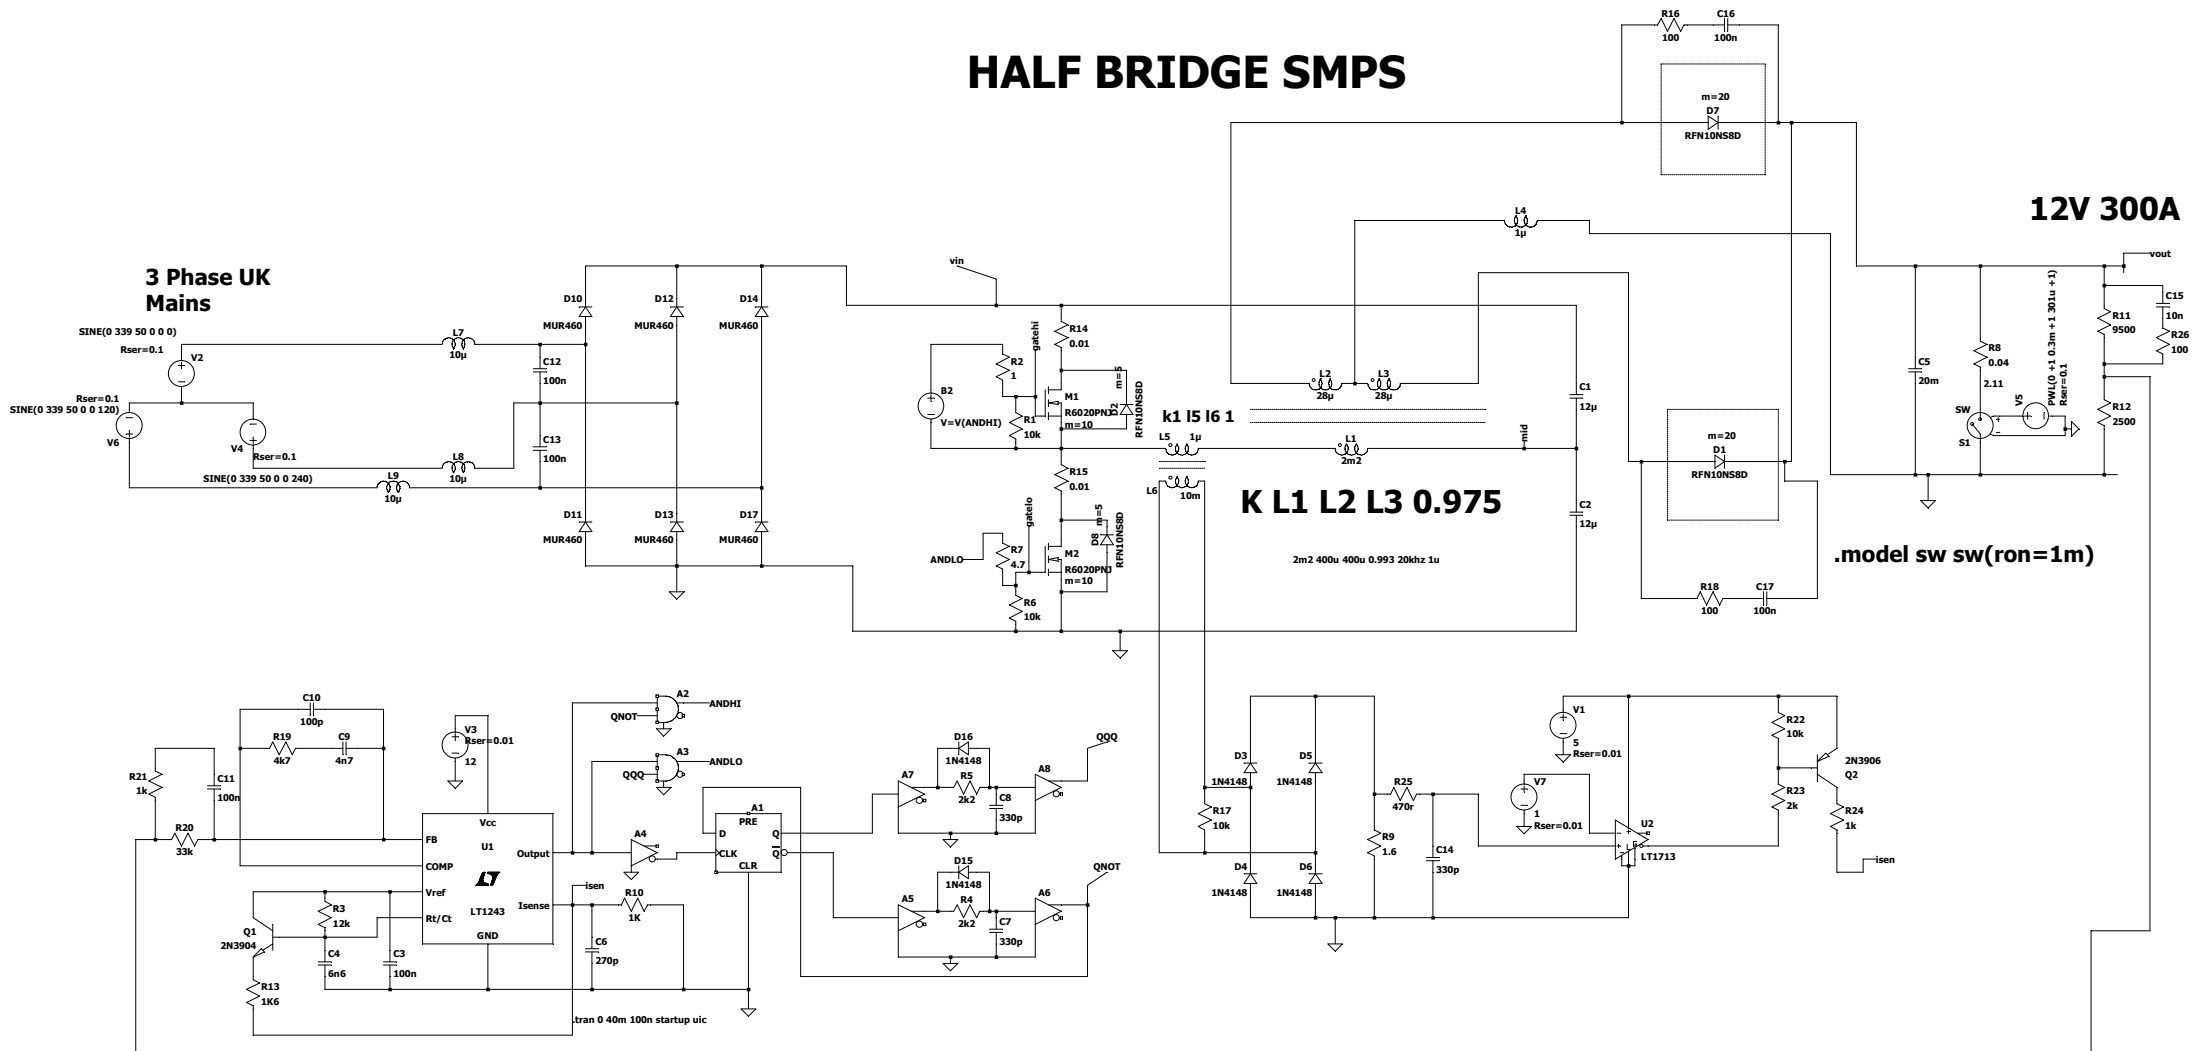 HALF BRIDGE SMPS
R16
100
C16
100n
m=20
D7
RFN10NS8D
12V 300A
L4
1µ
vout
vin
3 Phase UK
Mains
SINE(0 339 50 0 0 0)
Rser=0.1
V2
Rser=0.1
SINE(0 339 50 0 0 120)
V6
V4
Rser=0.1
SINE(0 339 50 0 0 240)
L7
10µ
L8
10µ
L9
10µ
C12
100n
C13
100n
D10
MUR460
D12
MUR460
D14
MUR460
D11
MUR460
D13
MUR460
D17
MUR460
B2
V=V(ANDHI)
R2
1
gatehi
R1
10k
R14
0.01
M1
R6020PNJ
m=10
m=5
D2
RFN10NS8D
R15
0.01
gatelo
ANDLO
R7
4.7
R6
10k
M2
R6020PNJ
m=10
m=5
D8
RFN10NS8D
L2
28µ
L3
28µ
k1 l5 l6 1
L5
1µ
L1
2m2
mid
L6
10m
C1
12µ
C2
12µ
K L1 L2 L3 0.975
2m2 400u 400u 0.993 20khz 1u
m=20
D1
RFN10NS8D
.model sw sw(ron=1m)
R18
100
C17
100n
C5
20m
R8
0.04
2.11
SW
S1
V5
PWL(0 +1 0.3m +1 301u +1)
Rser=0.1
R11
9500
C15
10n
R26
100
R12
2500
C10
100p
R19
4k7
C9
4n7
R21
1k
C11
100n
R20
33k
V3
Rser=0.01
12
Vcc
U1
FB
COMP
Vref
Rt/Ct
Output
Isense
LT1243
GND
Q1
2N3904
R3
12k
C4
6n6
C3
100n
R13
1K6
isen
R10
1K
C6
270p
.tran 0 40m 100n startup uic
A2
QNOT
ANDHI
A3
QQQ
ANDLO
A4
A1
PRE
D
Q
CLK
Q
CLR
A7
D16
1N4148
R5
2k2
C8
330p
A8
QQQ
A5
D15
1N4148
R4
2k2
C7
330p
A6
QNOT
D3
1N4148
D5
1N4148
R17
10k
D4
1N4148
D6
1N4148
R25
470r
R9
1.6
C14
330p
V1
5
Rser=0.01
V7
1
Rser=0.01
U2
LT1713
R22
10k
R23
2k
2N3906
Q2
R24
1k
isen